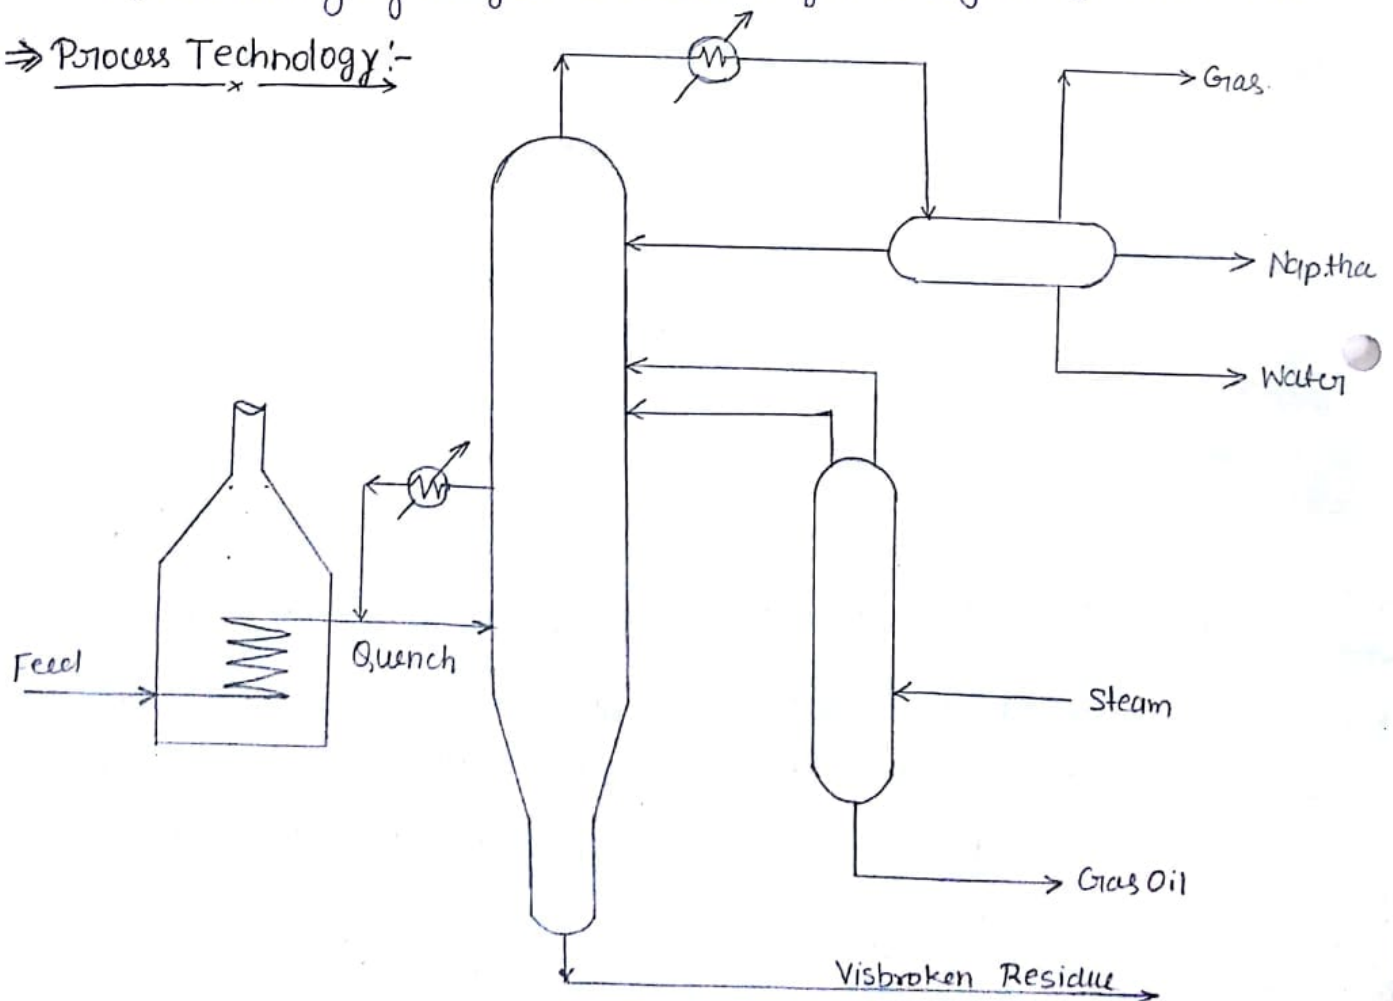 ⇒ Process Technology:-
Gas.
Naptha
Water
Quench
Feed
Steam
Gas Oil
Visbroken Residue